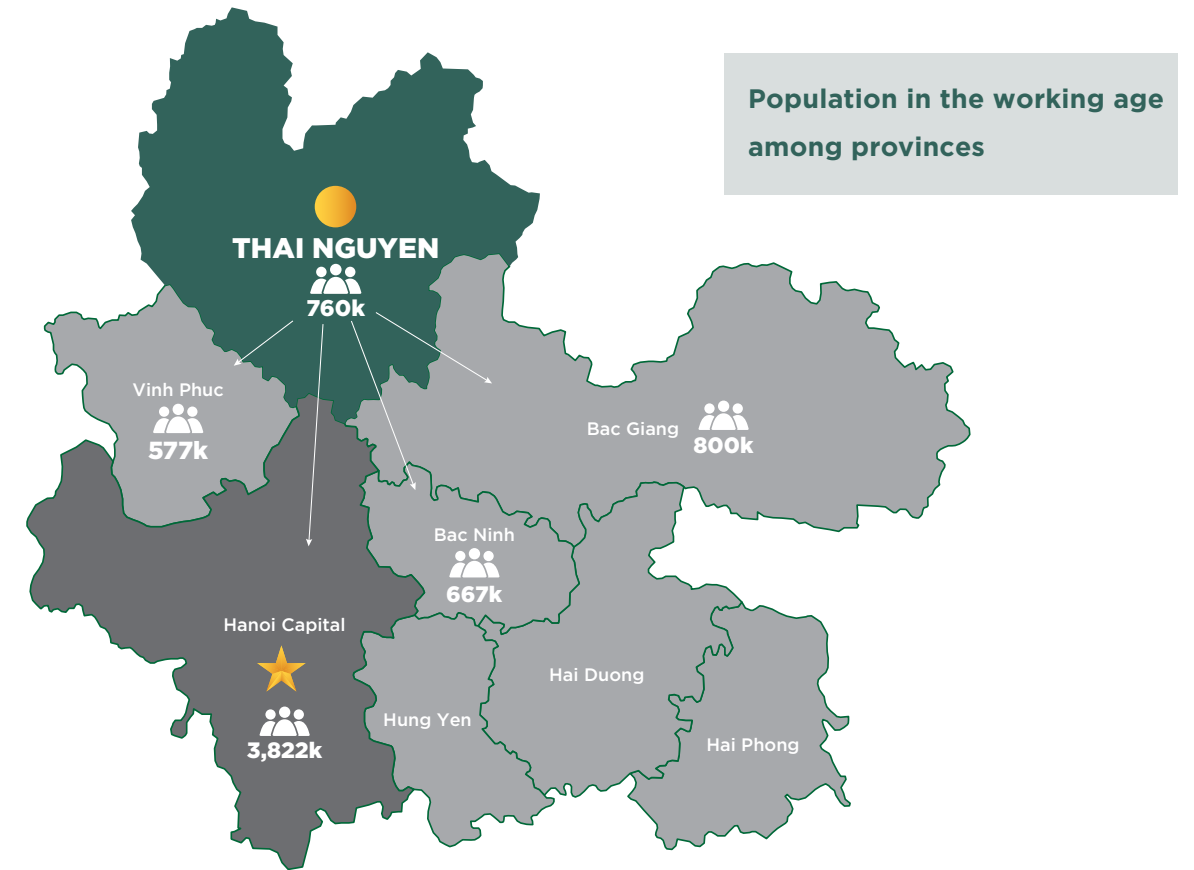 Population in the working age
among provinces
THAI NGUYEN
760k
Vinh Phuc
577k
Bac Giang
800k
Bac Ninh
667k
Hanoi Capital
3,822k
Hung Yen
Hai Duong
Hai Phong